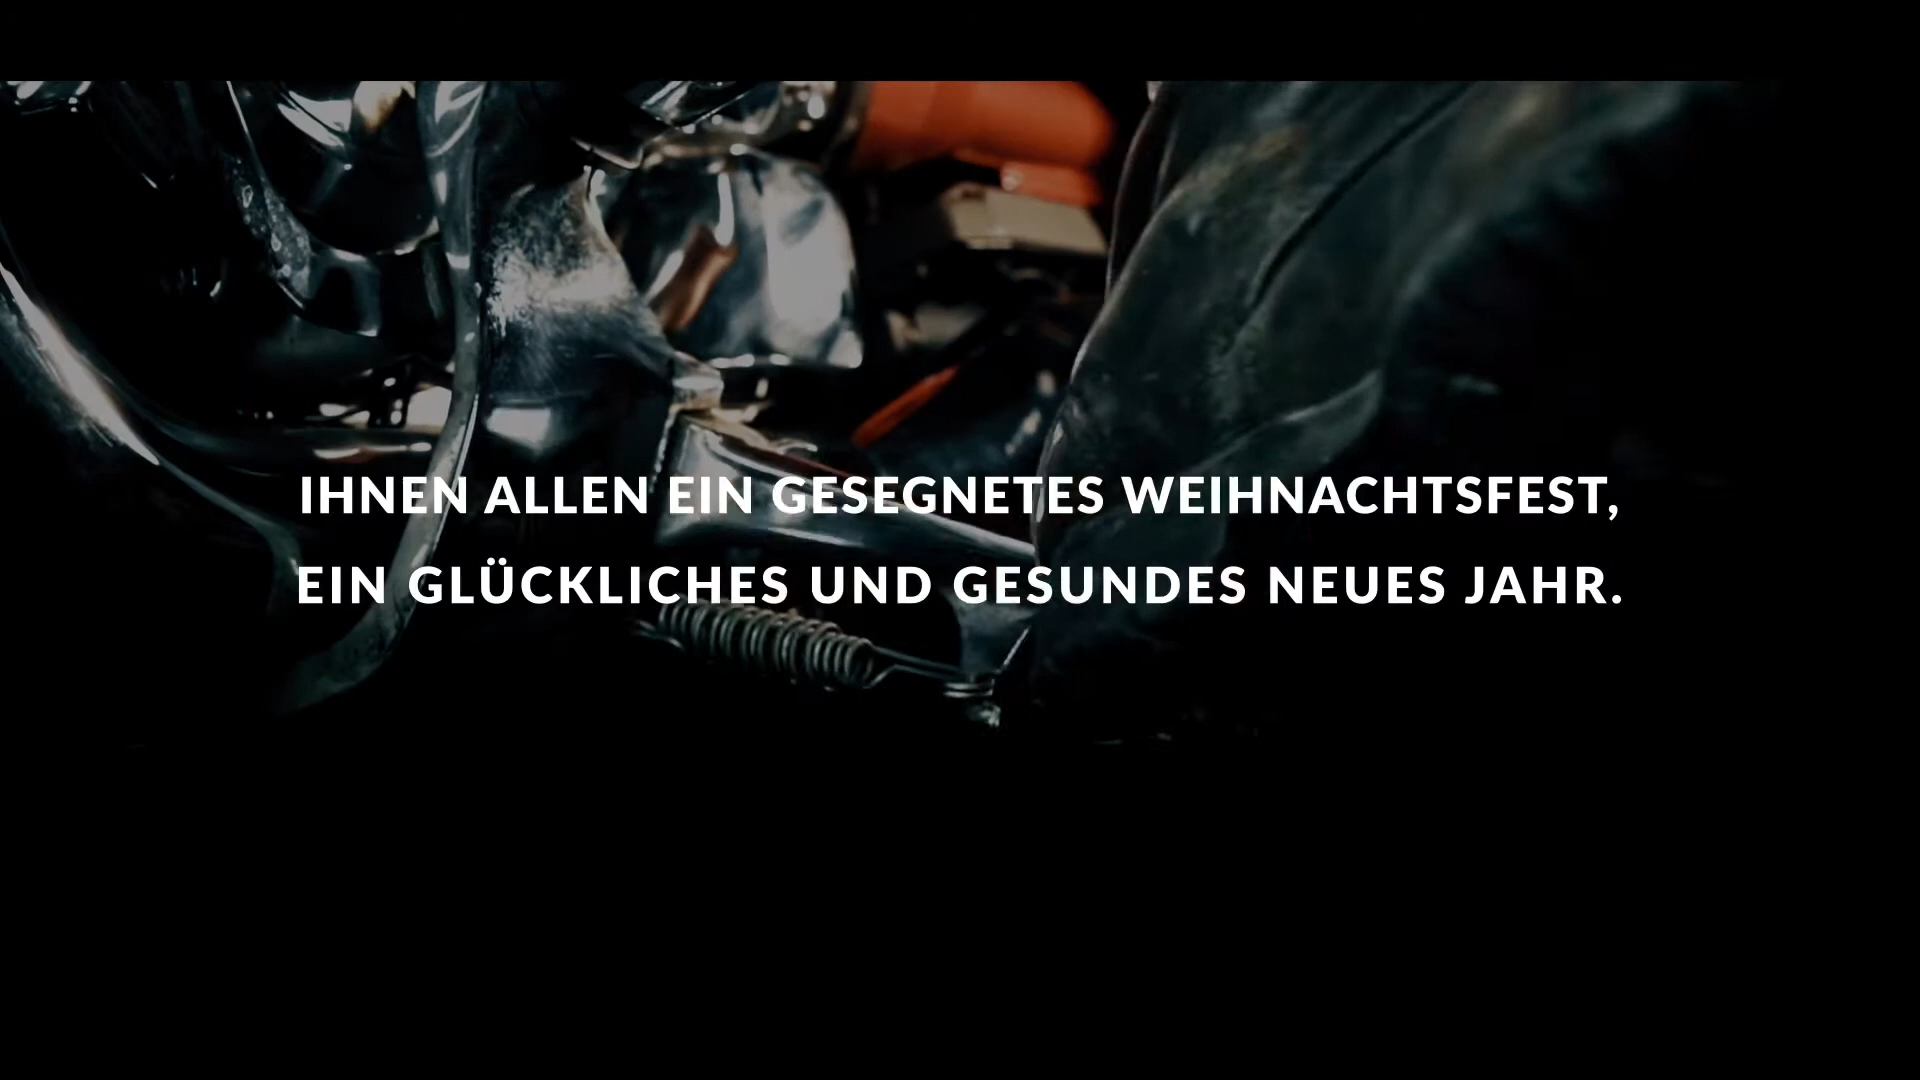 IHNEN ALLEN EIN GESEGNETES WEIHNACHTSFEST,
EIN GLÜCKLICHES UND GESUNDES NEUES JAHR.